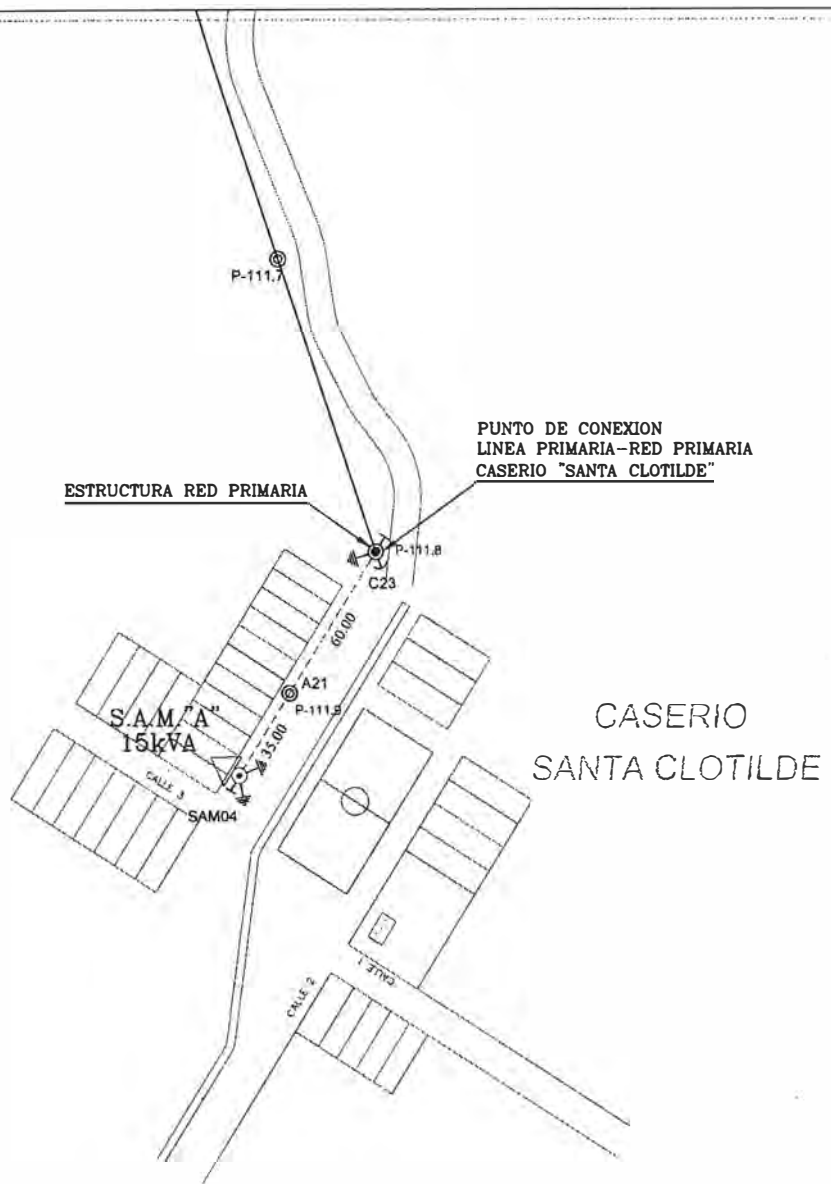 P-111.7
PUNTO DE CONEXION
LINEA PRIMARIA-RED PRIMARIA
CASERIO "SANTA CLOTILDE"
ESTRUCTURA RED PRIMARIA
P-111.8
C23
60.00
A21
P-111.9
S.A.M."A"
15kVA
35.00
CALLE 3
SAM04
CASERIO
SANTA CLOTILDE
CALLE 1
CALLE 2